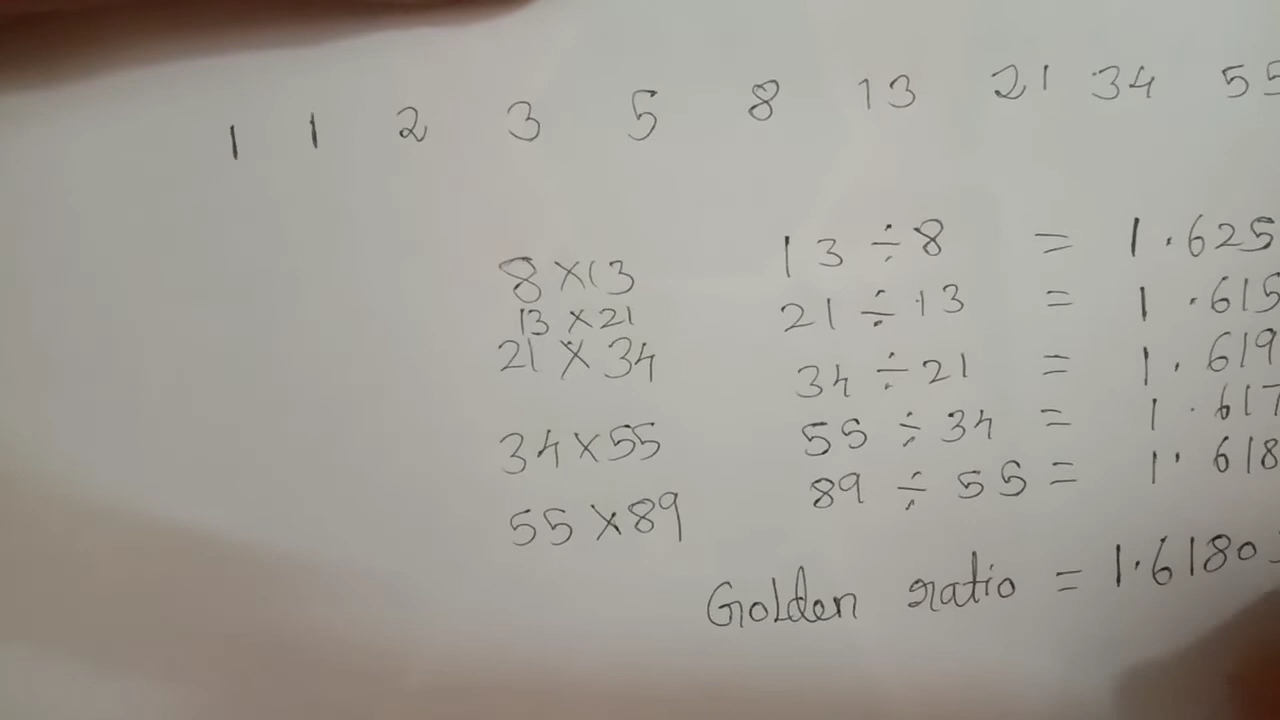 1 1 2 3 5 8 13 21 34 55
8 × 13 13 ÷ 8 = 1.625
13 × 21 21 ÷ 13 = 1.615
21 × 34 34 ÷ 21 = 1.619
34 × 55 55 ÷ 34 = 1.617
55 × 89 89 ÷ 55 = 1.618
Golden ratio = 1.6180